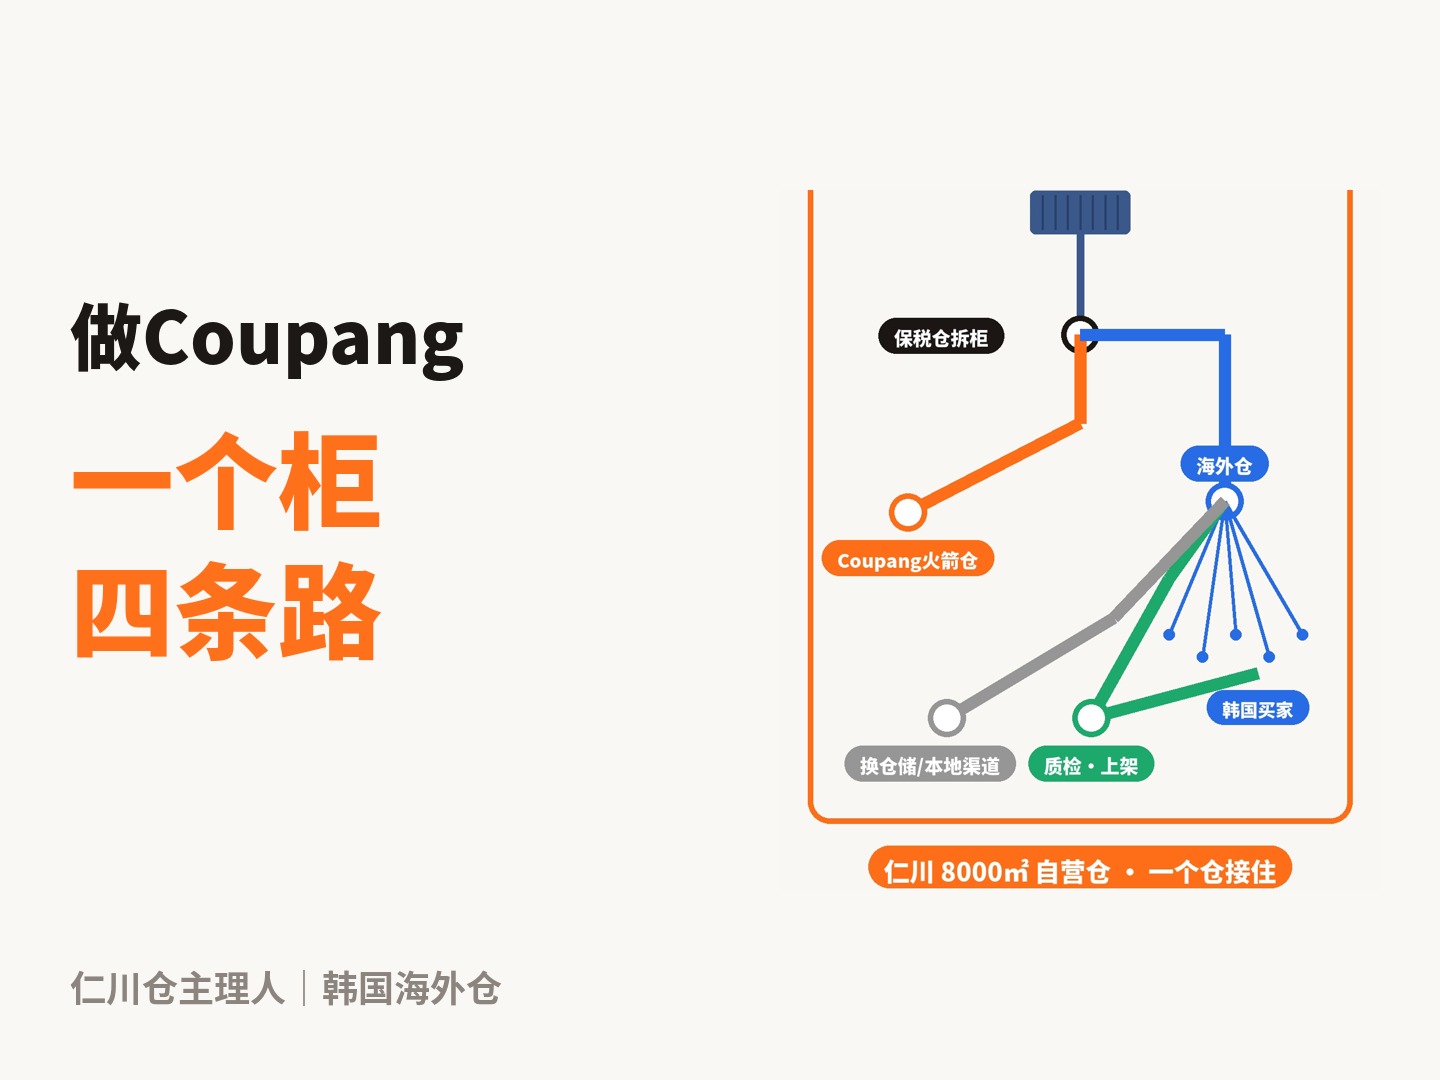 做Coupang
一个柜
四条路
保税仓拆柜
海外仓
Coupang火箭仓
韩国买家
换仓储/本地渠道
质检·上架
仁川 8000㎡ 自营仓 · 一个仓接住
仁川仓主理人｜韩国海外仓